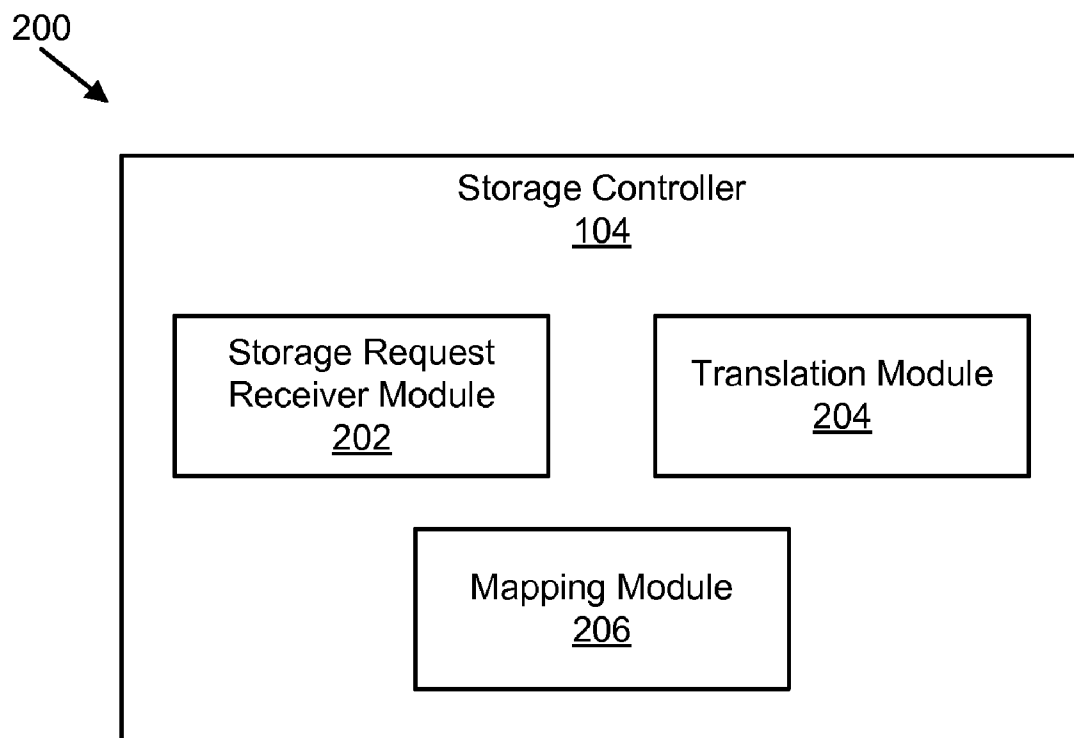 200
Storage Controller
104
Storage Request
Receiver Module
202
Translation Module
204
Mapping Module
206